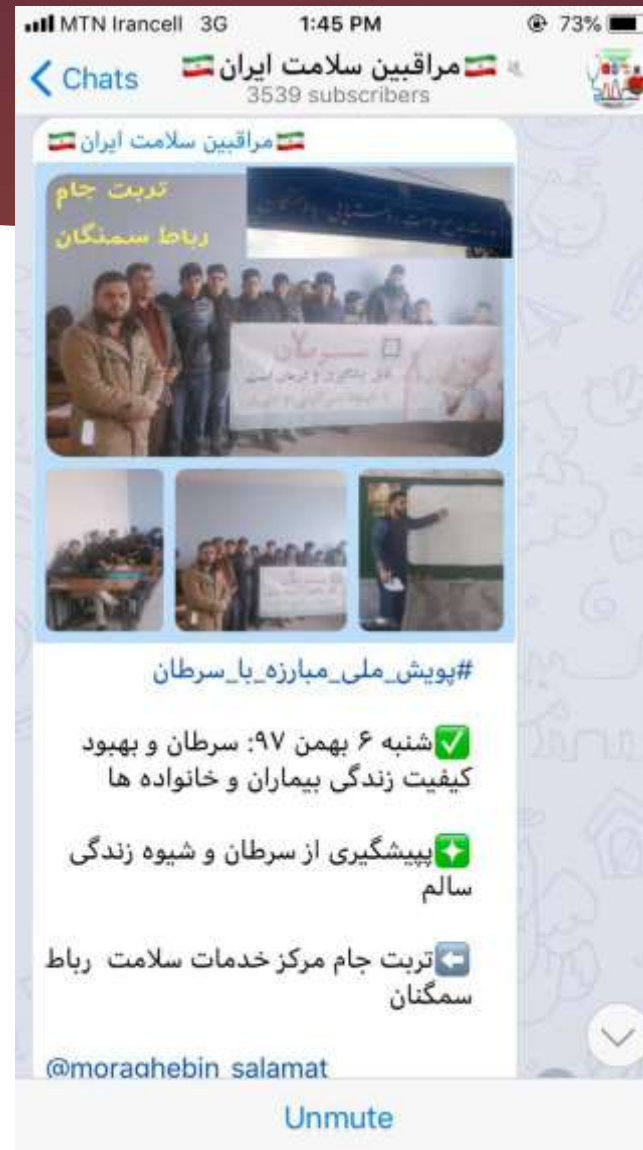 MTN Irancell 3G 1:45 PM 73%
Chats
🇮🇷مراقبین سلامت ایران🇮🇷
3539 subscribers
🇮🇷مراقبین سلامت ایران🇮🇷
تربت جام
رباط سمنگان
سرطان
#پویش_ملی_مبارزه_با_سرطان
✅شنبه ۶ بهمن ۹۷: سرطان و بهبود
کیفیت زندگی بیماران و خانواده ها
پپیشگیری از سرطان و شیوه زندگی
سالم
⬅️تربت جام مرکز خدمات سلامت رباط
سمگنان
@moraghebin_salamat
Unmute